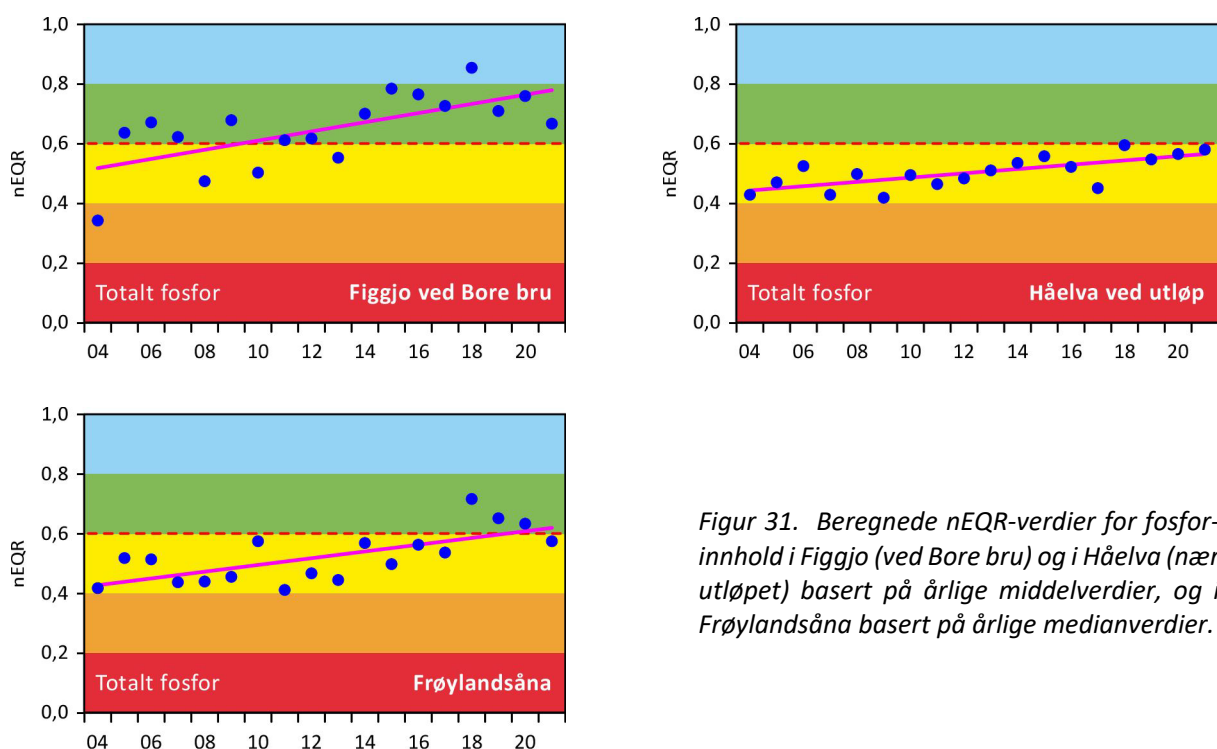 1,0
0,8
0,6
0,4
0,2
0,0
nEQR
Totalt fosfor
Figgjo ved Bore bru
04 06 08 10 12 14 16 18 20
1,0
0,8
0,6
0,4
0,2
0,0
nEQR
Totalt fosfor
Håelva ved utløp
04 06 08 10 12 14 16 18 20
1,0
0,8
0,6
0,4
0,2
0,0
nEQR
Totalt fosfor
Frøylandsåna
04 06 08 10 12 14 16 18 20
Figur 31. Beregnede nEQR-verdier for fosfor-
innhold i Figgjo (ved Bore bru) og i Håelva (nær
utløpet) basert på årlige middelverdier, og i
Frøylandsåna basert på årlige medianverdier.